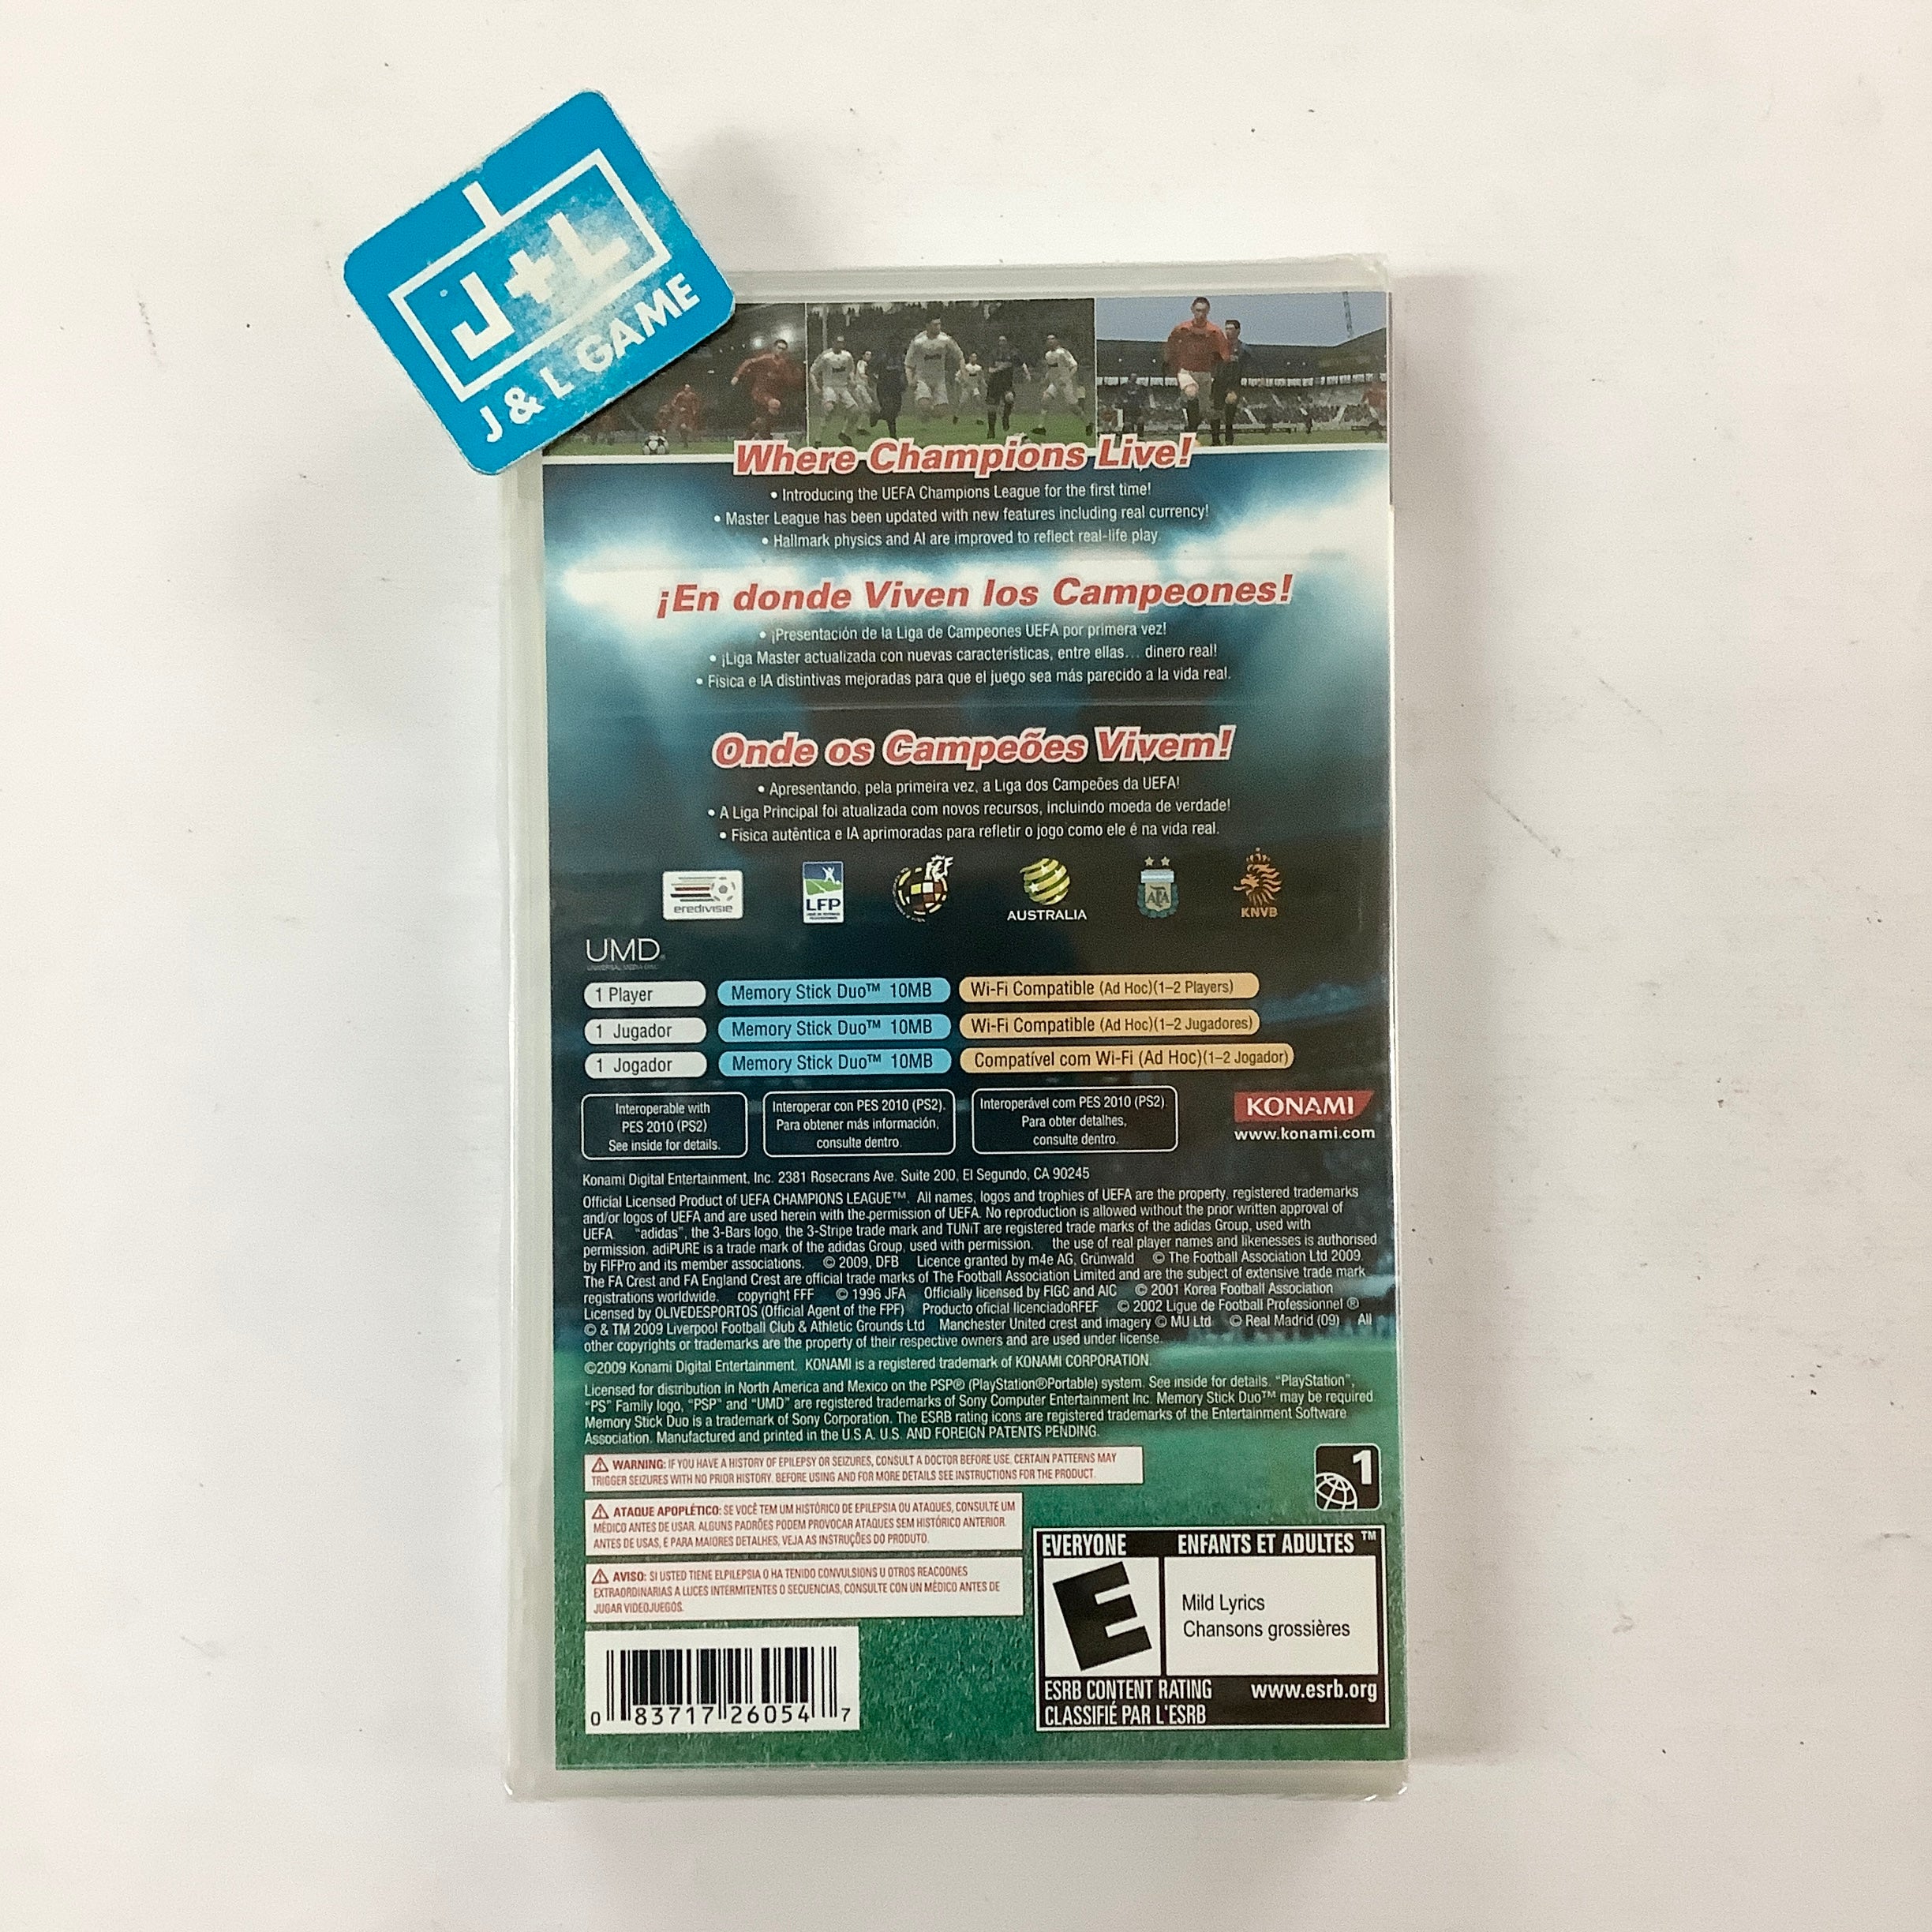 J+L
J & L GAME
Where Champions Live!
• Introducing the UEFA Champions League for the first time!
• Master League has been updated with new features including real currency!
• Hallmark physics and AI are improved to reflect real-life play.
¡En donde Viven los Campeones!
• ¡Presentación de la Liga de Campeones UEFA por primera vez!
• ¡Liga Master actualizada con nuevas características, entre ellas... dinero real!
• Física e IA distintivas mejoradas para que el juego sea más parecido a la vida real.
Onde os Campeões Vivem!
• Apresentando, pela primeira vez, a Liga dos Campeões da UEFA!
• A Liga Principal foi atualizada com novos recursos, incluindo moeda de verdade!
• Física autêntica e IA aprimoradas para refletir o jogo como ele é na vida real.
eredivisie
LFP
AUSTRALIA
AFA
KNVB
UMD
1 Player Memory Stick Duo™ 10MB Wi-Fi Compatible (Ad Hoc)(1–2 Players)
1 Jugador Memory Stick Duo™ 10MB Wi-Fi Compatible (Ad Hoc)(1–2 Jugadores)
1 Jogador Memory Stick Duo™ 10MB Compatível com Wi-Fi (Ad Hoc)(1–2 Jogador)
Interoperable with
PES 2010 (PS2)
See inside for details.
Interoperar con PES 2010 (PS2).
Para obtener más información,
consulte dentro.
Interoperável com PES 2010 (PS2).
Para obter detalhes,
consulte dentro.
KONAMI
www.konami.com
Konami Digital Entertainment, Inc. 2381 Rosecrans Ave. Suite 200, El Segundo, CA 90245
Official Licensed Product of UEFA CHAMPIONS LEAGUE™. All names, logos and trophies of UEFA are the property, registered trademarks
and/or logos of UEFA and are used herein with the permission of UEFA. No reproduction is allowed without the prior written approval of
UEFA. "adidas", the 3-Bars logo, the 3-Stripe trade mark and TUNiT are registered trade marks of the adidas Group, used with
permission. adiPURE is a trade mark of the adidas Group, used with permission. the use of real player names and likenesses is authorised
by FIFPro and its member associations. © 2009, DFB Licence granted by m4e AG, Grünwald © The Football Association Ltd 2009.
The FA Crest and FA England Crest are official trade marks of The Football Association Limited and are the subject of extensive trade mark
registrations worldwide. copyright FFF © 1996 JFA Officially licensed by FIGC and AIC © 2001 Korea Football Association
Licensed by OLIVEDESPORTOS (Official Agent of the FPF) Producto oficial licenciadoRFEF © 2002 Ligue de Football Professionnel ®
© & TM 2009 Liverpool Football Club & Athletic Grounds Ltd Manchester United crest and imagery © MU Ltd © Real Madrid (09) All
other copyrights or trademarks are the property of their respective owners and are used under license.
©2009 Konami Digital Entertainment. KONAMI is a registered trademark of KONAMI CORPORATION.
Licensed for distribution in North America and Mexico on the PSP® (PlayStation®Portable) system. See inside for details. "PlayStation",
"PS" Family logo, "PSP" and "UMD" are registered trademarks of Sony Computer Entertainment Inc. Memory Stick Duo™ may be required.
Memory Stick Duo is a trademark of Sony Corporation. The ESRB rating icons are registered trademarks of the Entertainment Software
Association. Manufactured and printed in the U.S.A. U.S. AND FOREIGN PATENTS PENDING.
WARNING: IF YOU HAVE A HISTORY OF EPILEPSY OR SEIZURES, CONSULT A DOCTOR BEFORE USE. CERTAIN PATTERNS MAY
TRIGGER SEIZURES WITH NO PRIOR HISTORY. BEFORE USING AND FOR MORE DETAILS SEE INSTRUCTIONS FOR THE PRODUCT.
ATAQUE APOPLÉTICO: SE VOCÊ TEM UM HISTÓRICO DE EPILEPSIA OU ATAQUES, CONSULTE UM
MÉDICO ANTES DE USAR. ALGUNS PADRÕES PODEM PROVOCAR ATAQUES SEM HISTÓRICO ANTERIOR.
ANTES DE USAS, E PARA MAIORES DETALHES, VEJA AS INSTRUÇÕES DO PRODUTO.
AVISO: SI USTED TIENE ELPILEPSIA O HA TENIDO CONVULSIONS U OTROS REACOONES
EXTRAORDINARIAS A LUCES INTERMITENTES O SECUENCIAS, CONSULTE CON UN MÉDICO ANTES DE
JUGAR VIDEOJUEGOS.
1
EVERYONE ENFANTS ET ADULTES ™
E
Mild Lyrics
Chansons grossières
ESRB CONTENT RATING www.esrb.org
CLASSIFIÉ PAR L'ESRB
0 83717 26054 7